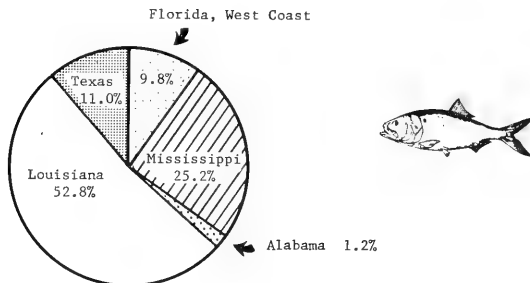 Florida, West Coast
9.8%
Texas
11.0%
Mississippi
25.2%
Louisiana
52.8%
Alabama 1.2%